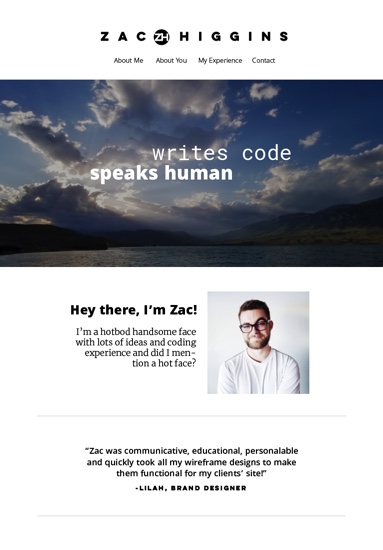 ZAC ZH HIGGINS
About Me About You My Experience Contact
writes code
speaks human
Hey there, I'm Zac!
I'm a hotbod handsome face
with lots of ideas and coding
experience and did I men-
tion a hot face?
"Zac was communicative, educational, personalable
and quickly took all my wireframe designs to make
them functional for my clients' site!"
-LILAH, BRAND DESIGNER